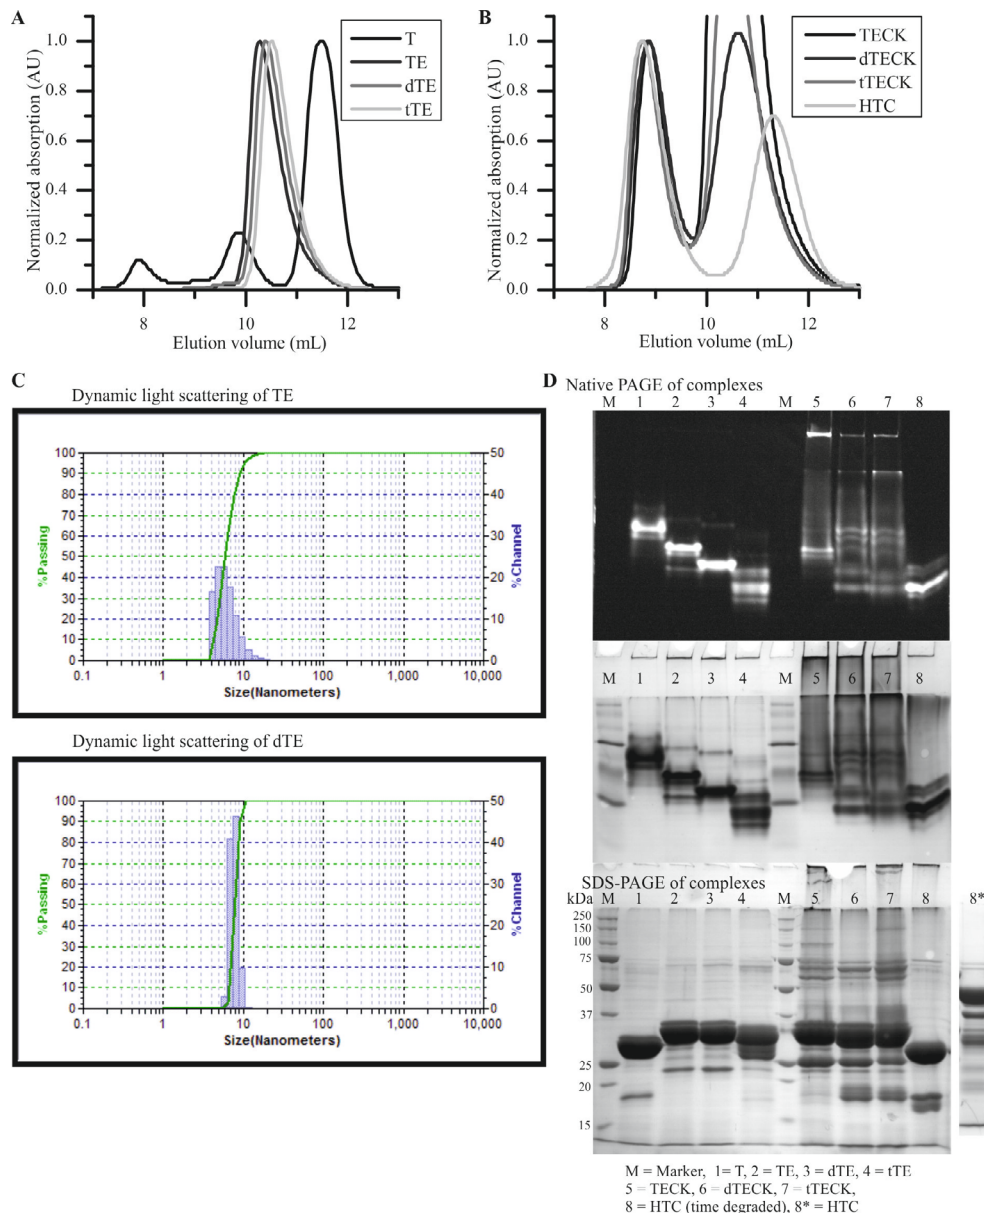 A
Normalized absorption (AU)
1.0
0.8
0.6
0.4
0.2
0.0
8 10 12
Elution volume (mL)
T
TE
dTE
tTE
B
Normalized absorption (AU)
1.0
0.8
0.6
0.4
0.2
0.0
8 10 12
Elution volume (mL)
TECK
dTECK
tTECK
HTC
C
Dynamic light scattering of TE
%Passing
100
90
80
70
60
50
40
30
20
10
0
50
40
30
20
10
0
%Channel
0.1 1 10 100 1,000 10,000
Size(Nanometers)
Dynamic light scattering of dTE
%Passing
100
90
80
70
60
50
40
30
20
10
0
50
40
30
20
10
0
%Channel
0.1 1 10 100 1,000 10,000
Size(Nanometers)
D
Native PAGE of complexes
M 1 2 3 4 M 5 6 7 8
M 1 2 3 4 M 5 6 7 8
SDS-PAGE of complexes
kDa M 1 2 3 4 M 5 6 7 8 8*
250
150
100
75
50
37
25
20
15
M = Marker, 1= T, 2 = TE, 3 = dTE, 4 = tTE
5 = TECK, 6 = dTECK, 7 = tTECK,
8 = HTC (time degraded), 8* = HTC